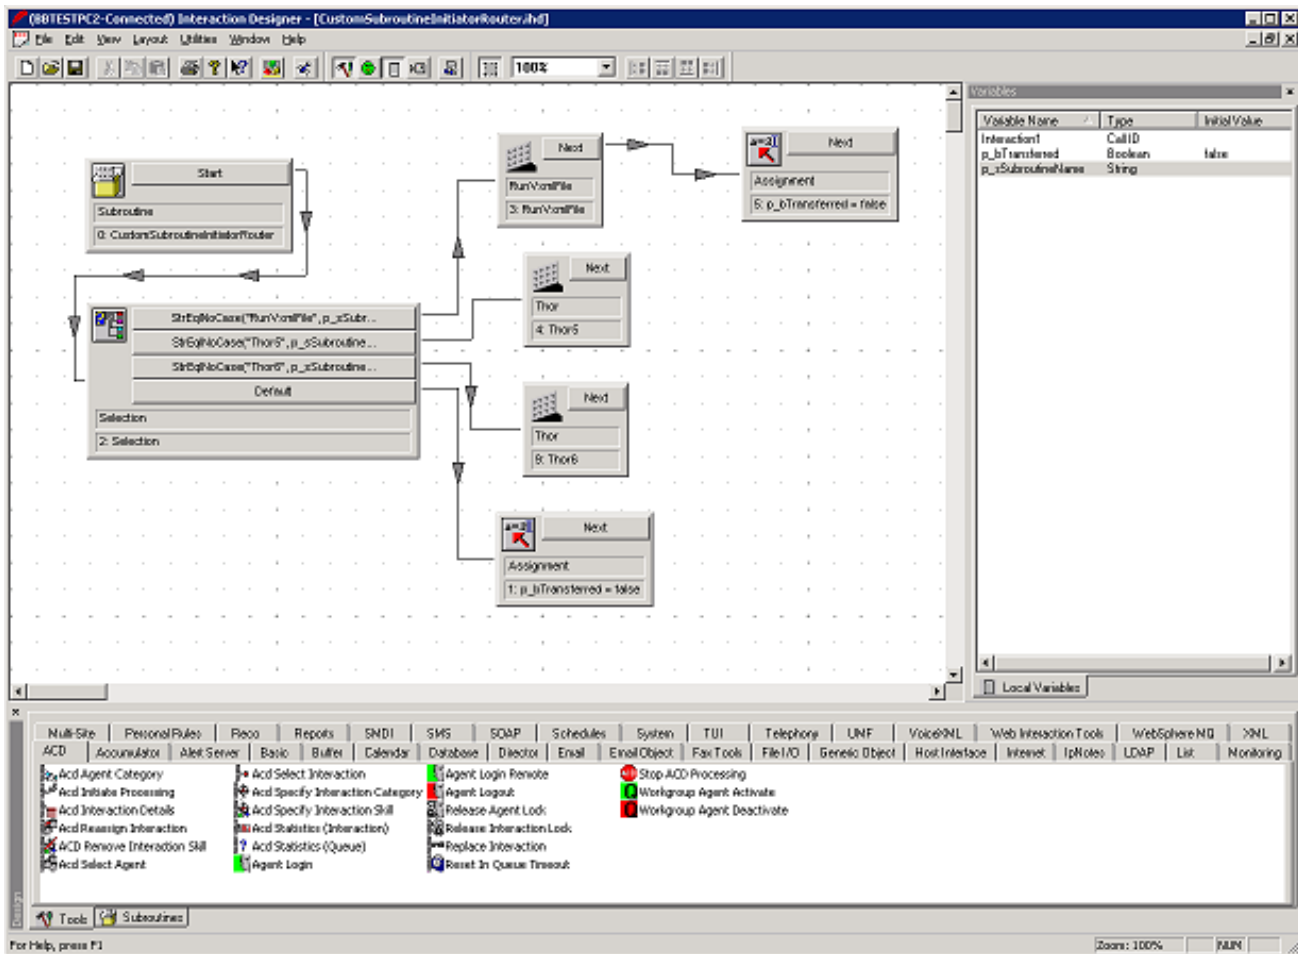 (BBTESTPC2-Connected) Interaction Designer - [CustomSubroutineInitiatorRouter.ihd]
File Edit View Layout Utilities Window Help
100%
Start
Subroutine
0: CustomSubroutineInitiatorRouter
StrEqlNoCase("RunVxmlFile", p_sSubr...
StrEqlNoCase("Thor5", p_sSubroutine...
StrEqlNoCase("Thor6", p_sSubroutine...
Default
Selection
2: Selection
Next
RunVxmlFile
3: RunVxmlFile
Next
Assignment
5: p_bTransferred = false
Next
Thor
4: Thor5
Next
Thor
9: Thor6
Next
Assignment
1: p_bTransferred = false
Variables
Variable Name Type Initial Value
Interaction1 CallID
p_bTransferred Boolean false
p_sSubroutineName String
Local Variables
Multi-Site Personal Rules Reco Reports SMDI SMS SOAP Schedules System TUI Telephony UMF VoiceXML Web Interaction Tools WebSphere MQ XML
ACD Accumulator Alert Server Basic Buffer Calendar Database Director Email Email Object Fax Tools File I/O Generic Object Host Interface Internet IpNotes LDAP List Monitoring
Acd Agent Category
Acd Initiate Processing
Acd Interaction Details
Acd Reassign Interaction
ACD Remove Interaction Skill
Acd Select Agent
Acd Select Interaction
Acd Specify Interaction Category
Acd Specify Interaction Skill
Acd Statistics (Interaction)
Acd Statistics (Queue)
Agent Login
Agent Login Remote
Agent Logout
Release Agent Lock
Release Interaction Lock
Replace Interaction
Reset In Queue Timeout
Stop ACD Processing
Workgroup Agent Activate
Workgroup Agent Deactivate
Design
Tools Subroutines
For Help, press F1
Zoom: 100% NUM